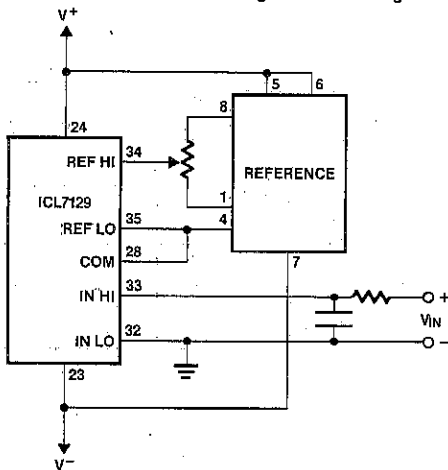 V+
5 6
24
8
REF HI 34
ICL7129
REFERENCE
1
REF LO 35
4
COM 28
7
IN HI 33
+
VIN
IN LO 32
−
23
V−